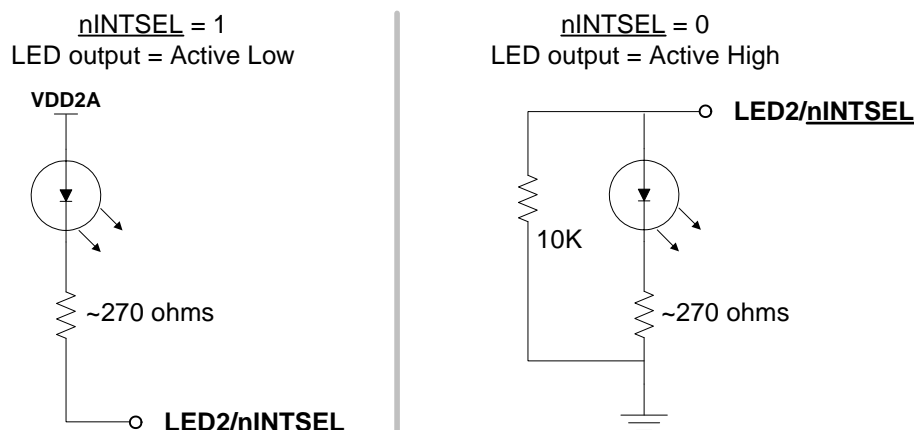 nINTSEL = 1
LED output = Active Low
VDD2A
~270 ohms
LED2/nINTSEL
nINTSEL = 0
LED output = Active High
LED2/nINTSEL
10K
~270 ohms